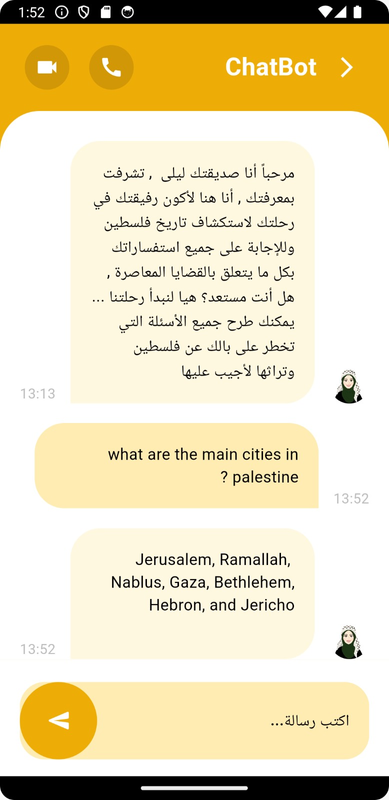 1:52
ChatBot
مرحباً أنا صديقتك ليلى , تشرفت
بمعرفتك , أنا هنا لأكون رفيقتك في
رحلتك لاستكشاف تاريخ فلسطين
وللإجابة على جميع استفساراتك
بكل ما يتعلق بالقضايا المعاصرة ,
هل أنت مستعد؟ هيا لنبدأ رحلتنا ...
يمكنك طرح جميع الأسئلة التي
تخطر على بالك عن فلسطين
وتراثها لأجيب عليها
13:13
what are the main cities in
? palestine
13:52
Jerusalem, Ramallah,
Nablus, Gaza, Bethlehem,
Hebron, and Jericho
13:52
اكتب رسالة...